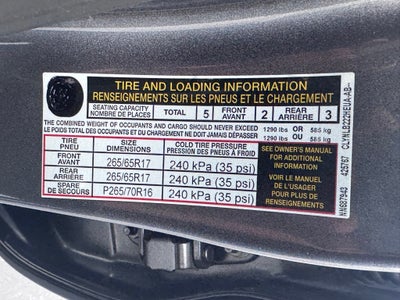 TIRE AND LOADING INFORMATION
RENSEIGNEMENTS SUR LES PNEUS ET LE CHARGEMENT
SEATING CAPACITY
NOMBRE DE PLACES
TOTAL 5
FRONT
AVANT 2
REAR
ARRIÈRE 3
THE COMBINED WEIGHT OF OCCUPANTS AND CARGO SHOULD NEVER EXCEED 1290 lbs OR 585 kg
LE POIDS TOTAL DES OCCUPANTS ET DU CHARGEMENT NE DOIT JAMAIS DÉPASSER 1290 lbs OU 585 kg
TIRE
PNEU
SIZE
DIMENSIONS
COLD TIRE PRESSURE
PRESSION DES PNEUS À FROID
FRONT
AVANT
265/65R17
240 kPa (35 psi)
REAR
ARRIÈRE
265/65R17
240 kPa (35 psi)
SPARE
DE SECOURS
P265/70R16
240 kPa (35 psi)
SEE OWNER'S MANUAL
FOR ADDITIONAL
INFORMATION
VOIR LE MANUEL
DE L'USAGER
POUR PLUS DE
RENSEIGNEMENTS